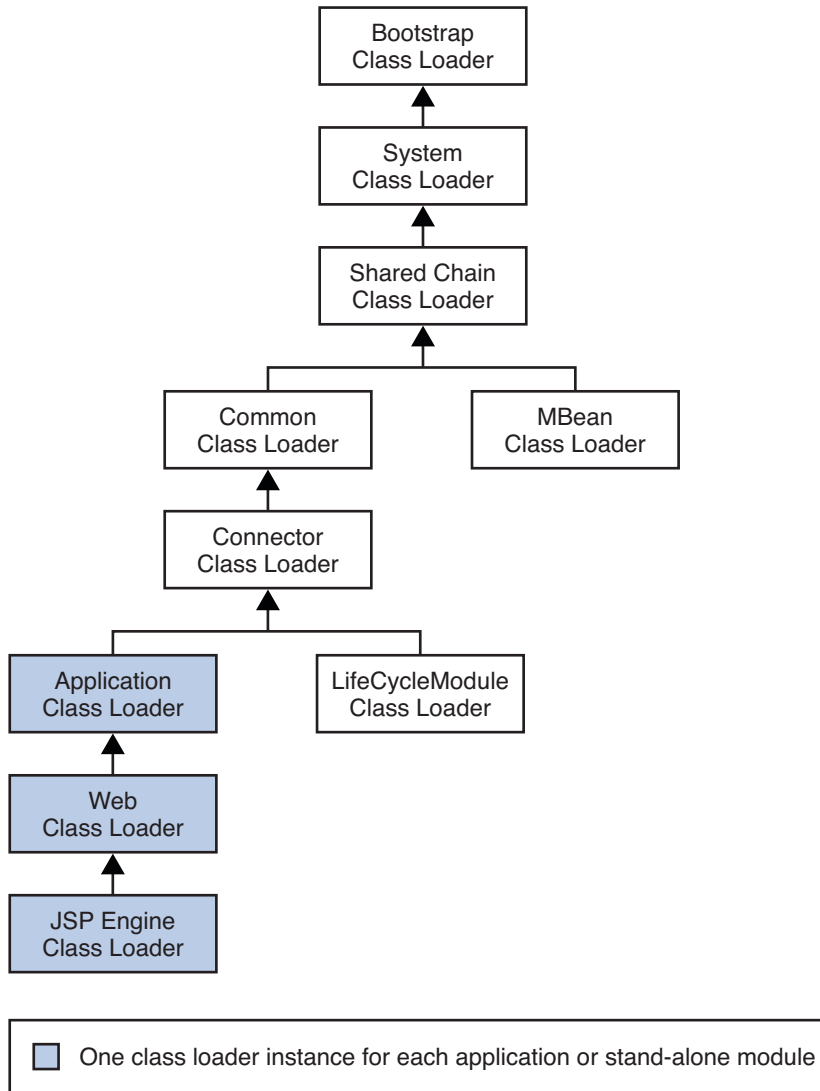 Bootstrap
Class Loader
System
Class Loader
Shared Chain
Class Loader
Common
Class Loader
MBean
Class Loader
Connector
Class Loader
Application
Class Loader
LifeCycleModule
Class Loader
Web
Class Loader
JSP Engine
Class Loader
One class loader instance for each application or stand-alone module